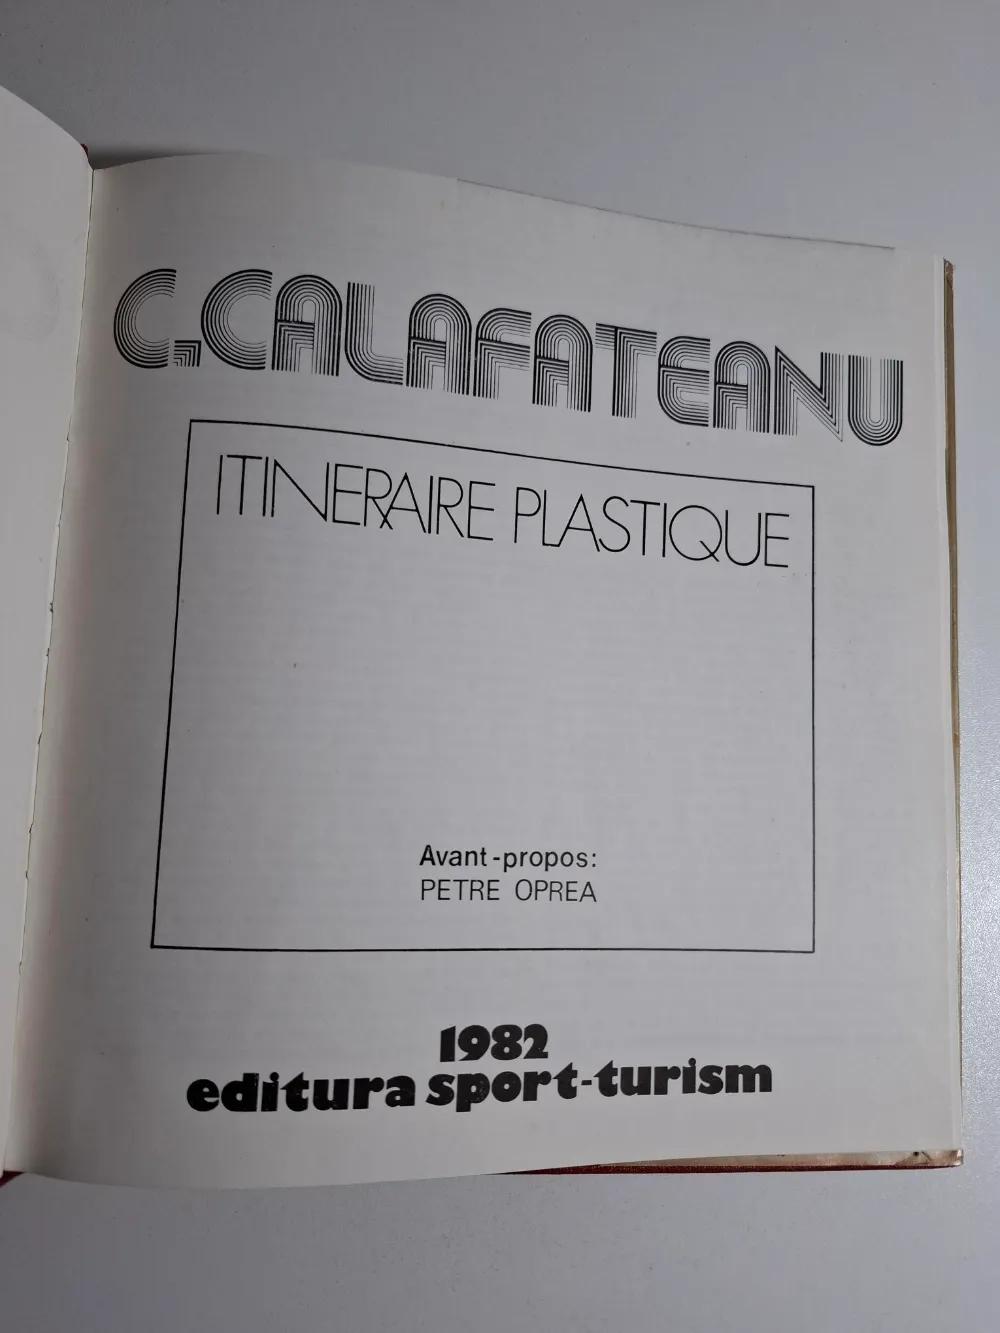 C. CALAFATEANU
ITINERAIRE PLASTIQUE
Avant-propos:
PETRE OPREA
1982
editura sport-turism